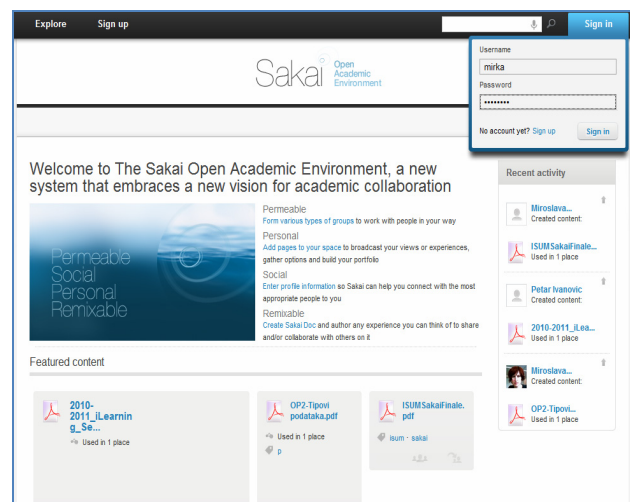 Explore Sign up Sign in
Username
mirka
Password
••••••••
No account yet? Sign up Sign in
Sakai Open
Academic
Environment
Welcome to The Sakai Open Academic Environment, a new
system that embraces a new vision for academic collaboration
Permeable
Social
Personal
Remixable
Permeable
Form various types of groups to work with people in your way
Personal
Add pages to your space to broadcast your views or experiences,
gather options and build your portfolio
Social
Enter profile information so Sakai can help you connect with the most
appropriate people to you
Remixable
Create Sakai Doc and author any experience you can think of to share
and/or collaborate with others on it
Featured content
2010-
2011_iLearnin
g_Se...
Used in 1 place
OP2-Tipovi
podataka.pdf
Used in 1 place
p
ISUMSakaiFinale.
pdf
isum · sakai
Recent activity
Miroslava...
Created content:
ISUMSakaiFinale...
Used in 1 place
Petar Ivanovic
Created content:
2010-2011_iLea...
Used in 1 place
Miroslava...
Created content:
OP2-Tipovi...
Used in 1 place